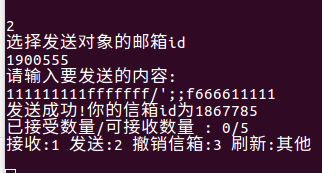 2
选择发送对象的邮箱id
1900555
请输入要发送的内容:
111111111fffffff/';;f666611111
发送成功!你的信箱id为1867785
已接受数量/可接收数量 : 0/5
接收:1 发送:2 撤销信箱:3 刷新:其他